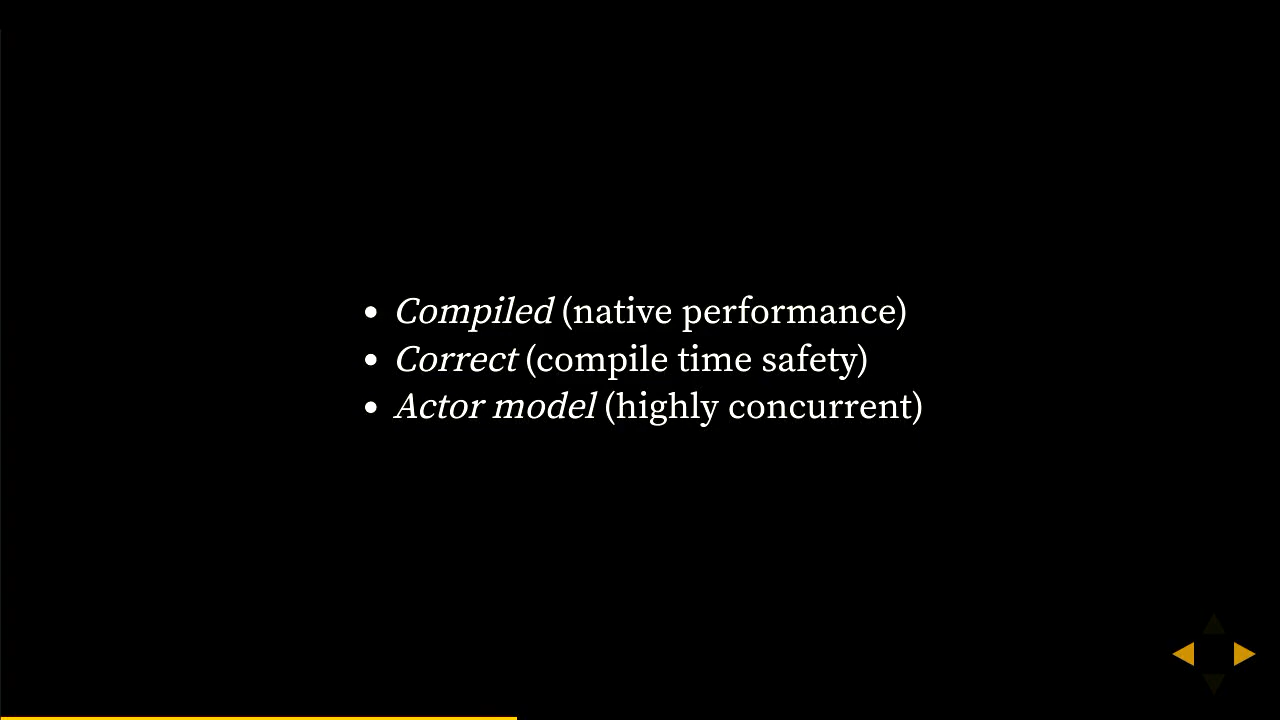 • Compiled (native performance)
• Correct (compile time safety)
• Actor model (highly concurrent)